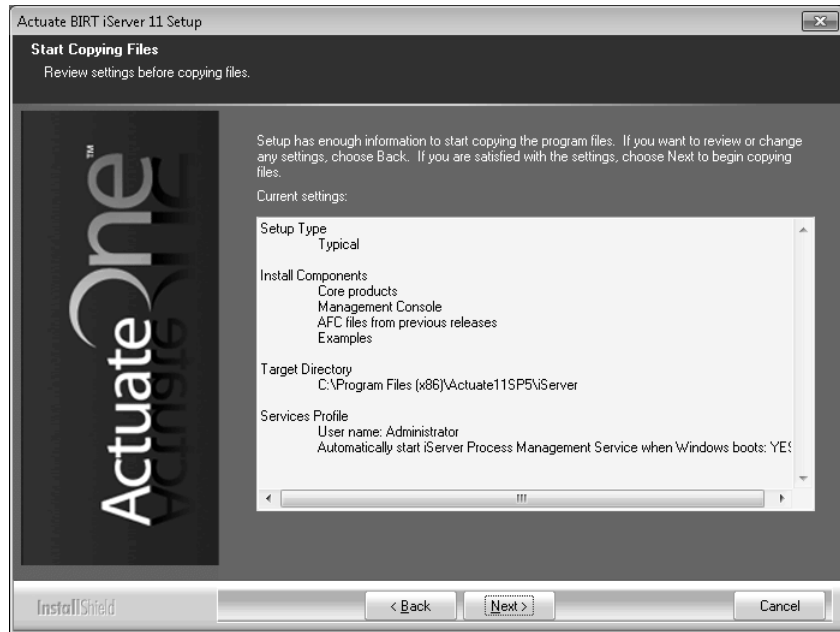 Actuate BIRT iServer 11 Setup
Start Copying Files
Review settings before copying files.
Setup has enough information to start copying the program files. If you want to review or change
any settings, choose Back. If you are satisfied with the settings, choose Next to begin copying
files.
Current settings:
Setup Type
Typical
Install Components
Core products
Management Console
AFC files from previous releases
Examples
Target Directory
C:\Program Files (x86)\Actuate11SP5\iServer
Services Profile
User name: Administrator
Automatically start iServer Process Management Service when Windows boots: YES
ActuateOne™
InstallShield
< Back
Next >
Cancel